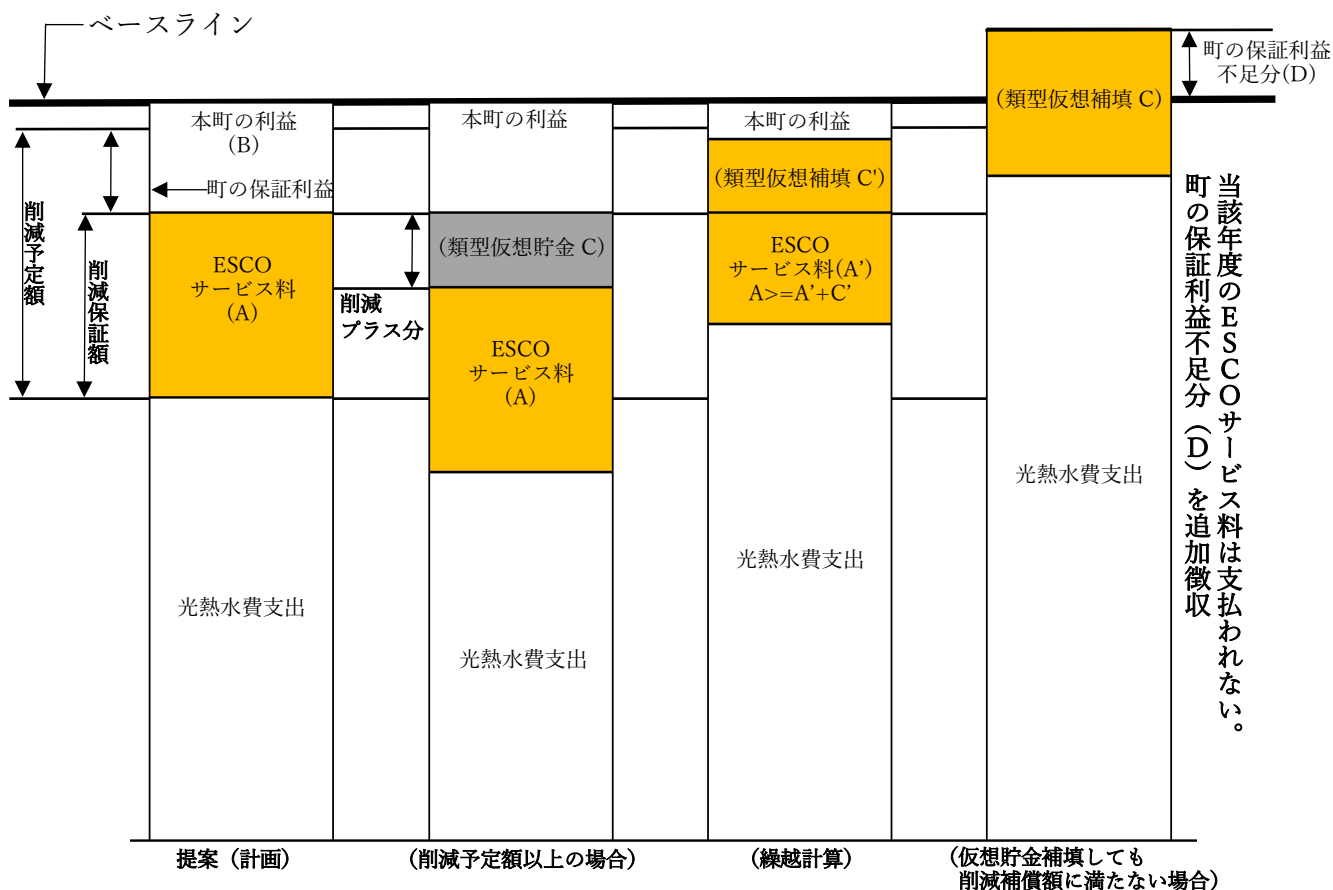 ベースライン
本町の利益
(B)
町の保証利益
ESCO
サービス料
(A)
光熱水費支出
削減予定額
削減保証額
削減
プラス分
本町の利益
(類型仮想貯金 C)
ESCO
サービス料
(A)
光熱水費支出
本町の利益
(類型仮想補填 C')
ESCO
サービス料(A’)
A>=A’+C’
光熱水費支出
(類型仮想補填 C)
光熱水費支出
町の保証利益
不足分(D)
当該年度のESCOサービス料は支払われない。
町の保証利益不足分（D）を追加徴収
提案（計画）
（削減予定額以上の場合）
（繰越計算）
（仮想貯金補填しても
削減補償額に満たない場合）